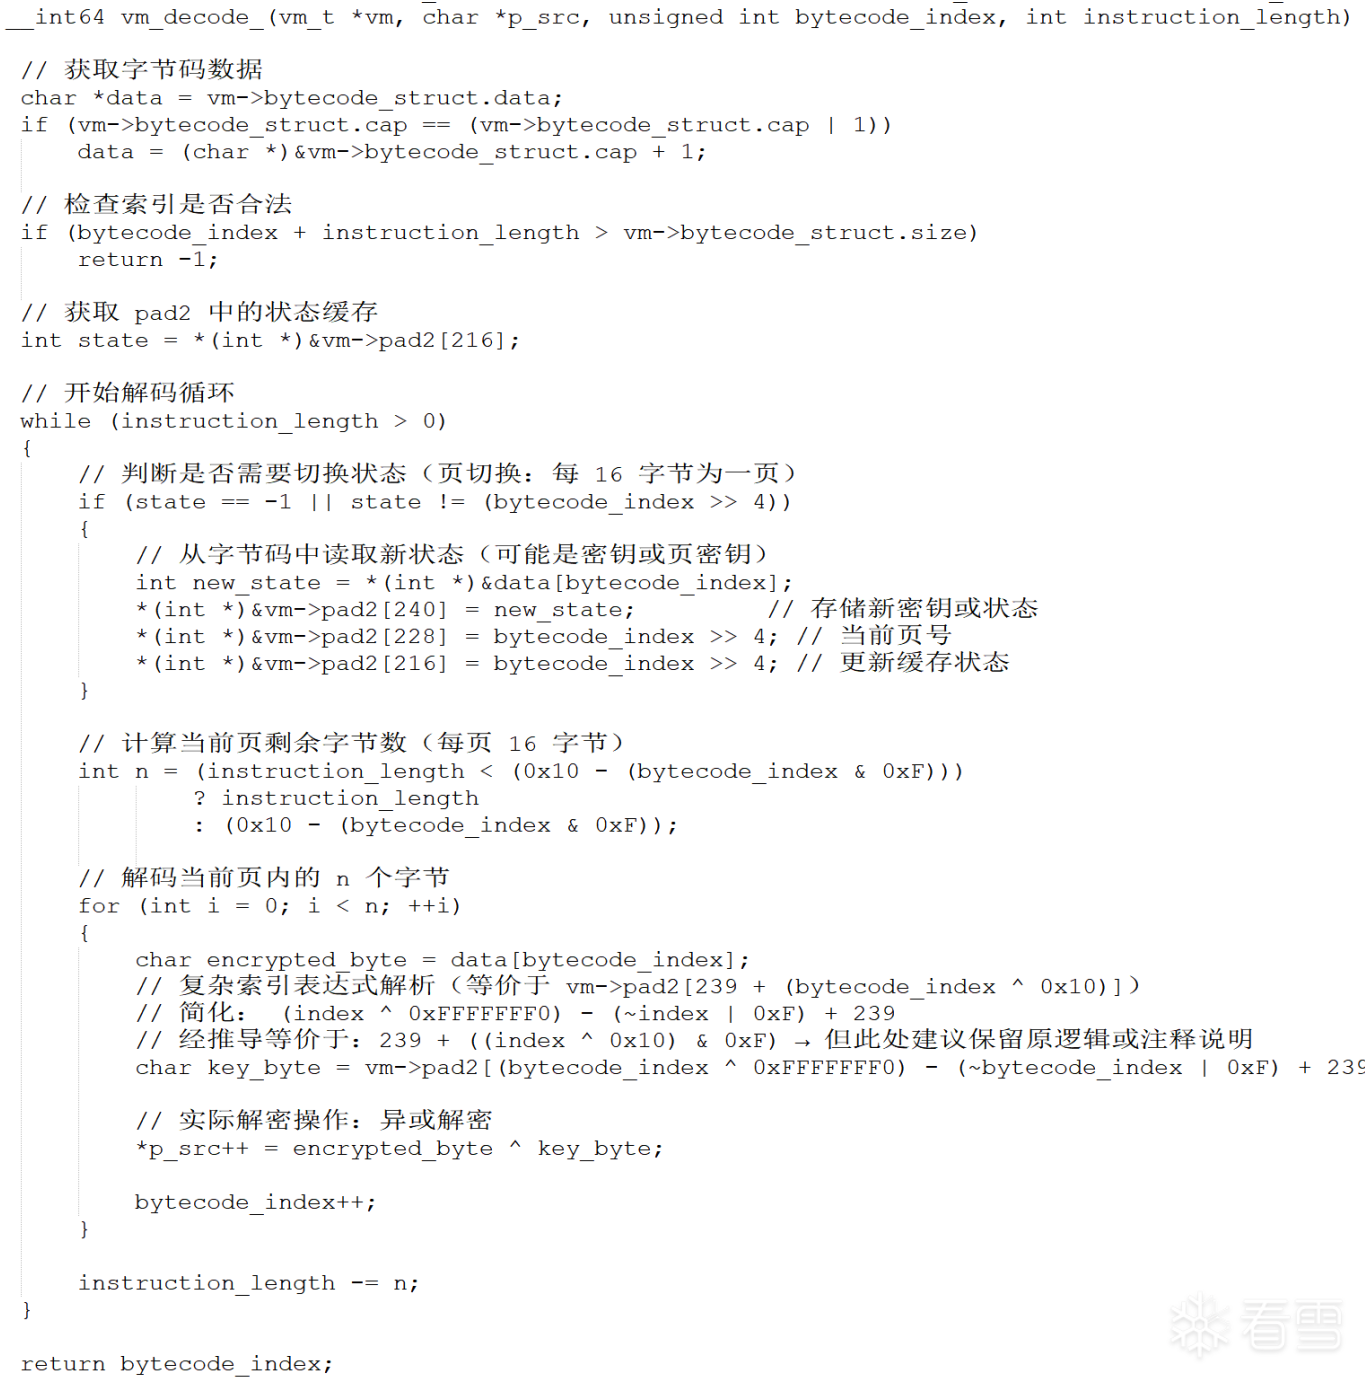 __int64 vm_decode_(vm_t *vm, char *p_src, unsigned int bytecode_index, int instruction_length)
// 获取字节码数据
char *data = vm->bytecode_struct.data;
if (vm->bytecode_struct.cap == (vm->bytecode_struct.cap | 1))
data = (char *)&vm->bytecode_struct.cap + 1;
// 检查索引是否合法
if (bytecode_index + instruction_length > vm->bytecode_struct.size)
return -1;
// 获取 pad2 中的状态缓存
int state = *(int *)&vm->pad2[216];
// 开始解码循环
while (instruction_length > 0)
{
// 判断是否需要切换状态（页切换：每 16 字节为一页）
if (state == -1 || state != (bytecode_index >> 4))
{
// 从字节码中读取新状态（可能是密钥或页密钥）
int new_state = *(int *)&data[bytecode_index];
*(int *)&vm->pad2[240] = new_state; // 存储新密钥或状态
*(int *)&vm->pad2[228] = bytecode_index >> 4; // 当前页号
*(int *)&vm->pad2[216] = bytecode_index >> 4; // 更新缓存状态
}
// 计算当前页剩余字节数（每页 16 字节）
int n = (instruction_length < (0x10 - (bytecode_index & 0xF)))
? instruction_length
: (0x10 - (bytecode_index & 0xF));
// 解码当前页内的 n 个字节
for (int i = 0; i < n; ++i)
{
char encrypted_byte = data[bytecode_index];
// 复杂索引表达式解析（等价于 vm->pad2[239 + (bytecode_index ^ 0x10)]）
// 简化： (index ^ 0xFFFFFFF0) - (~index | 0xF) + 239
// 经推导等价于：239 + ((index ^ 0x10) & 0xF) → 但此处建议保留原逻辑或注释说明
char key_byte = vm->pad2[(bytecode_index ^ 0xFFFFFFF0) - (~bytecode_index | 0xF) + 239
// 实际解密操作：异或解密
*p_src++ = encrypted_byte ^ key_byte;
bytecode_index++;
}
instruction_length -= n;
}
return bytecode_index;
看雪